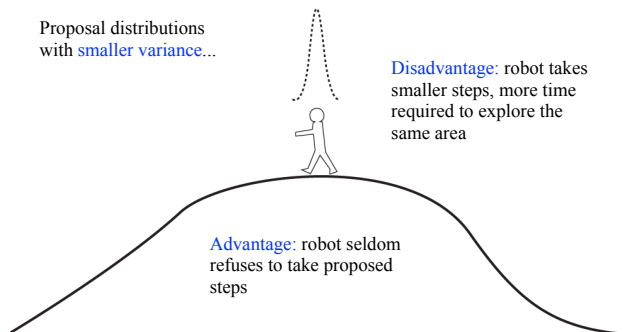 Proposal distributions
with smaller variance...
Disadvantage: robot takes
smaller steps, more time
required to explore the
same area
Advantage: robot seldom
refuses to take proposed
steps